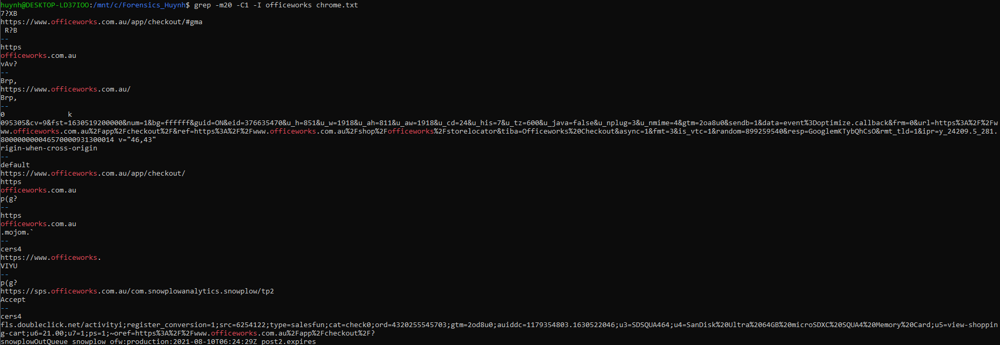 huynh@DESKTOP-LD37IOO:/mnt/c/Forensics_Huynh$ grep -m20 -C1 -I officeworks chrome.txt
7?XB
https://www.officeworks.com.au/app/checkout/#gma
 R?B
--
https
officeworks.com.au
vAv?
--
Brp,
https://www.officeworks.com.au/
Brp,
--
0               k
095305&cv=9&fst=1630519200000&num=1&bg=ffffff&guid=ON&eid=376635470&u_h=851&u_w=1918&u_ah=811&u_aw=1918&u_cd=24&u_his=7&u_tz=600&u_java=false&u_nplug=3&u_nmime=4&gtm=2oa8u0&sendb=1&data=event%3Doptimize.callback&frm=0&url=https%3A%2F%2Fw
ww.officeworks.com.au%2Fapp%2Fcheckout%2F&ref=https%3A%2F%2Fwww.officeworks.com.au%2Fshop%2Fofficeworks%2Fstorelocator&tiba=Officeworks%20Checkout&async=1&fmt=3&is_vtc=1&random=899259540&resp=GooglemKTybQhCsO&rmt_tld=1&ipr=y_24209.5_281.
8000000000465700009313000​14 v="46,43"
rigin-when-cross-origin
--
default
https://www.officeworks.com.au/app/checkout/
https
officeworks.com.au
p(g?
--
https
officeworks.com.au
.mojom.`
--
cers4
https://www.officeworks.
VIYU
--
p(g?
https://sps.officeworks.com.au/com.snowplowanalytics.snowplow/tp2
Accept
--
cers4
fls.doubleclick.net/activityi;register_conversion=1;src=6254122;type=salesfun;cat=check0;ord=4320255545703;gtm=2od8u0;auiddc=1179354803.1630522046;u3=SDSQUA464;u4=SanDisk%20Ultra%2064GB%20microSDXC%20SQUA4%20Memory%20Card;u5=view-shoppin
g-cart;u6=21.00;u7=1;ps=1;~oref=https%3A%2F%2Fwww.officeworks.com.au%2Fapp%2Fcheckout%2F?
snowplowOutQueue_snowplow_ofw:production:2021-08-10T06:24:29Z_post2.expires